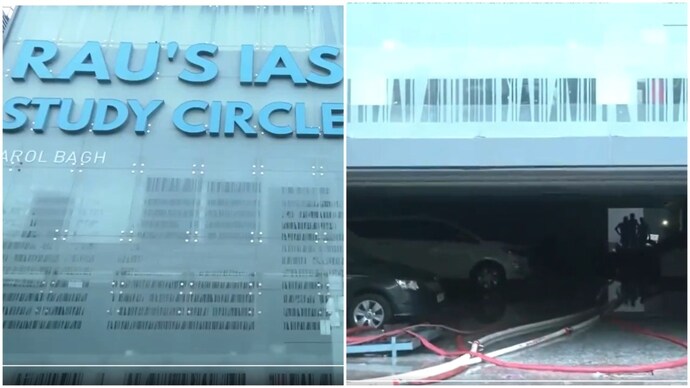 RAU'S IAS
STUDY CIRCLE
AROL BAGH